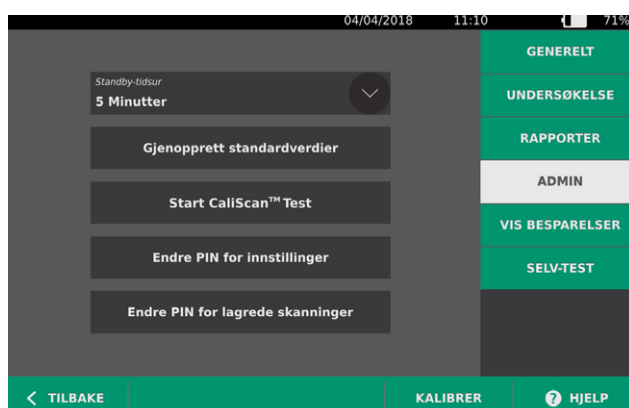 04/04/2018 11:10 71%
Standby-tidsur
5 Minutter
Gjenopprett standardverdier
Start CaliScan™ Test
Endre PIN for innstillinger
Endre PIN for lagrede skanninger
GENERELT
UNDERSØKELSE
RAPPORTER
ADMIN
VIS BESPARELSER
SELV-TEST
TILBAKE
KALIBRER
? HJELP